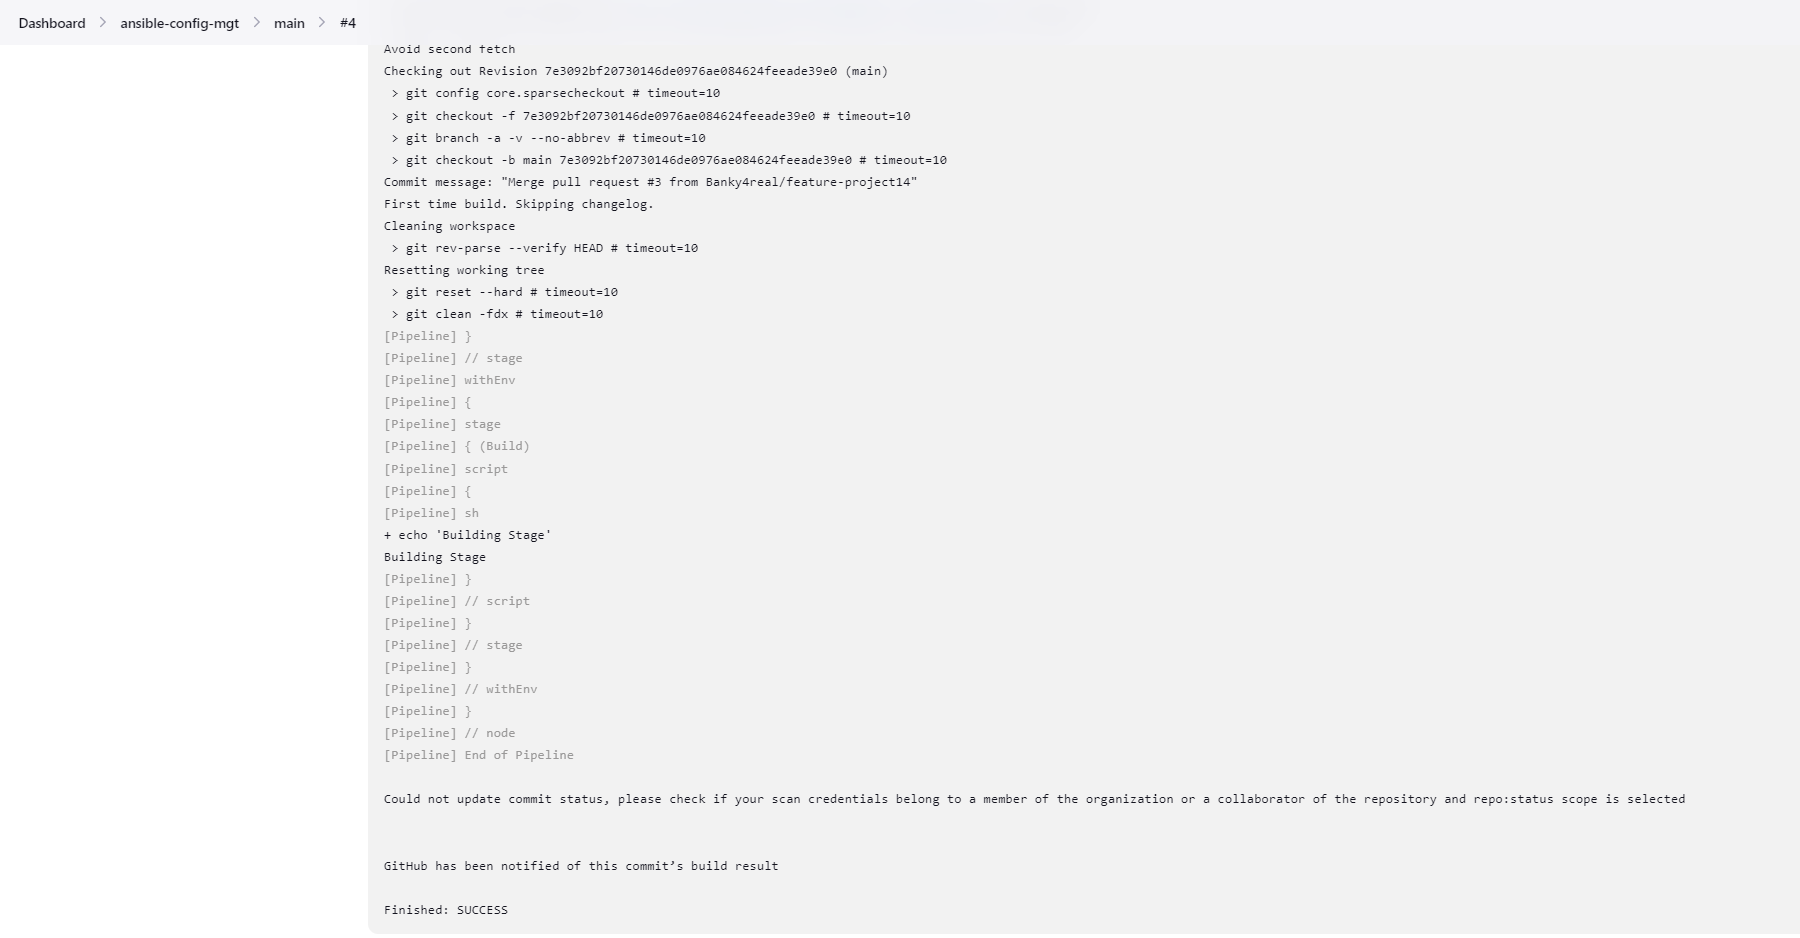 Dashboard > ansible-config-mgt > main > #4
Avoid second fetch
Checking out Revision 7e3092bf20730146de0976ae084624feeade39e0 (main)
> git config core.sparsecheckout # timeout=10
> git checkout -f 7e3092bf20730146de0976ae084624feeade39e0 # timeout=10
> git branch -a -v --no-abbrev # timeout=10
> git checkout -b main 7e3092bf20730146de0976ae084624feeade39e0 # timeout=10
Commit message: "Merge pull request #3 from Banky4real/feature-project14"
First time build. Skipping changelog.
Cleaning workspace
> git rev-parse --verify HEAD # timeout=10
Resetting working tree
> git reset --hard # timeout=10
> git clean -fdx # timeout=10
[Pipeline] }
[Pipeline] // stage
[Pipeline] withEnv
[Pipeline] {
[Pipeline] stage
[Pipeline] { (Build)
[Pipeline] script
[Pipeline] {
[Pipeline] sh
+ echo 'Building Stage'
Building Stage
[Pipeline] }
[Pipeline] // script
[Pipeline] }
[Pipeline] // stage
[Pipeline] }
[Pipeline] // withEnv
[Pipeline] }
[Pipeline] // node
[Pipeline] End of Pipeline
Could not update commit status, please check if your scan credentials belong to a member of the organization or a collaborator of the repository and repo:status scope is selected
GitHub has been notified of this commit’s build result
Finished: SUCCESS